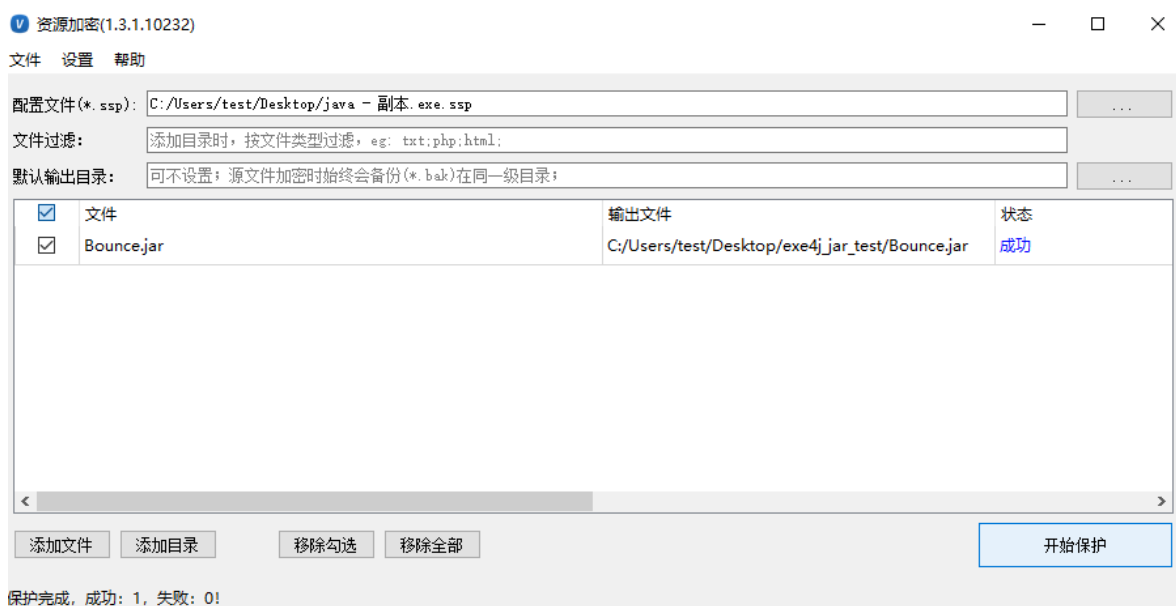 资源加密(1.3.1.10232)
文件 设置 帮助
配置文件(*.ssp): C:/Users/test/Desktop/java - 副本.exe.ssp ...
文件过滤: 添加目录时，按文件类型过滤，eg: txt;php;html;
默认输出目录: 可不设置；源文件加密时始终会备份(*.bak)在同一级目录； ...
文件 输出文件 状态
Bounce.jar C:/Users/test/Desktop/exe4j_jar_test/Bounce.jar 成功
添加文件 添加目录 移除勾选 移除全部 开始保护
保护完成, 成功: 1, 失败: 0!